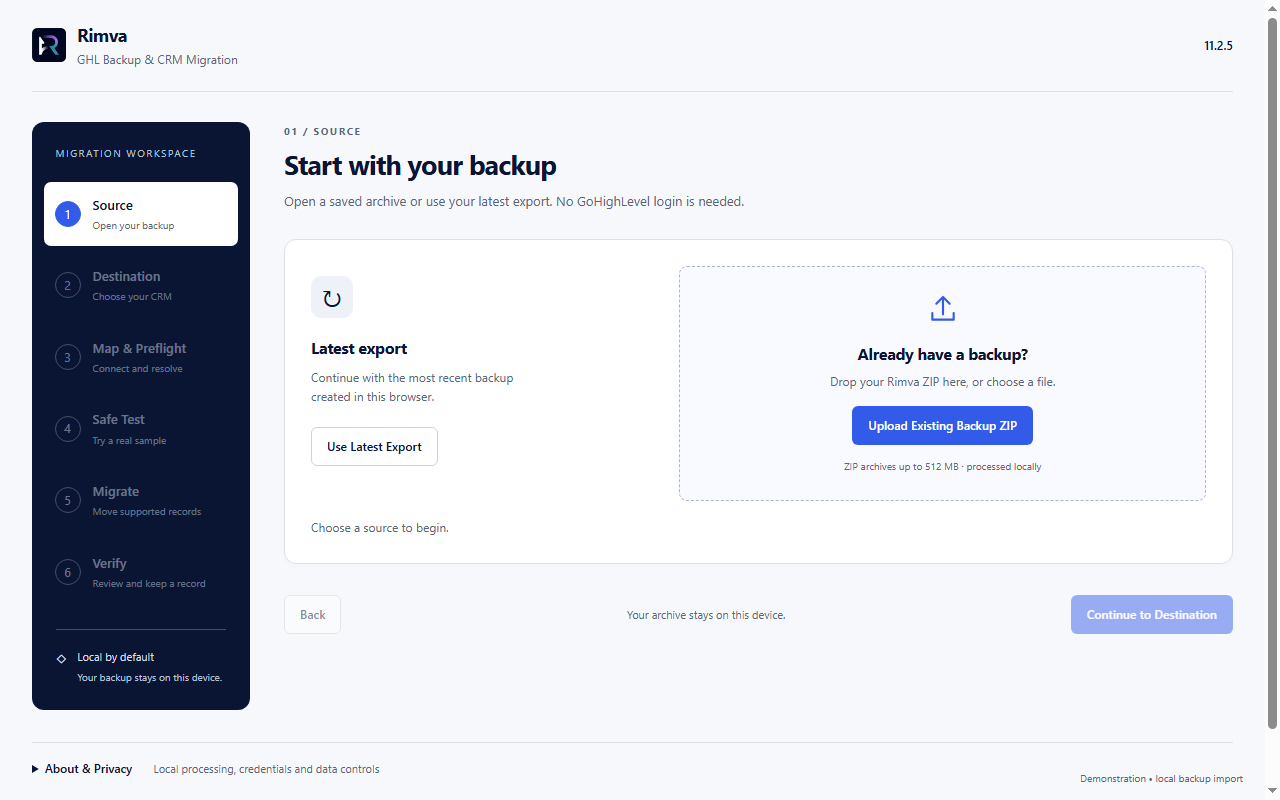 Rimva
GHL Backup & CRM Migration
11.2.5
MIGRATION WORKSPACE
1
Source
Open your backup
2
Destination
Choose your CRM
3
Map & Preflight
Connect and resolve
4
Safe Test
Try a real sample
5
Migrate
Move supported records
6
Verify
Review and keep a record
Local by default
Your backup stays on this device.
01 / SOURCE
Start with your backup
Open a saved archive or use your latest export. No GoHighLevel login is needed.
Latest export
Continue with the most recent backup
created in this browser.
Use Latest Export
Choose a source to begin.
Already have a backup?
Drop your Rimva ZIP here, or choose a file.
Upload Existing Backup ZIP
ZIP archives up to 512 MB · processed locally
Back
Your archive stays on this device.
Continue to Destination
About & Privacy
Local processing, credentials and data controls
Demonstration • local backup import